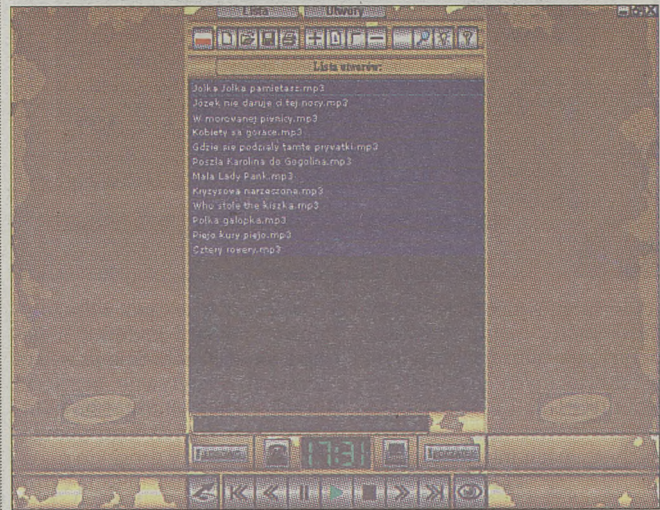 Lista Utwory
Lista utworów:
Jolka Jolka pamietasz.mp3
Józek nie daruje ci tej nocy.mp3
W morowanej piwnicy.mp3
Kobiety sa gorace.mp3
Gdzie sie podzialy tamte prywatki.mp3
Poszla Karolina do Gogolina.mp3
Mala Lady Pank.mp3
Kryzysowa narzeczona.mp3
Who stole the kiszka.mp3
Polka galopka.mp3
Pieja kury pieja.mp3
Cztery rowery.mp3
17:31